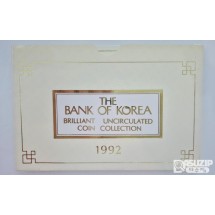 THE
BANK OF KOREA
BRILLIANT UNCIRCULATED
COIN COLLECTION
1992